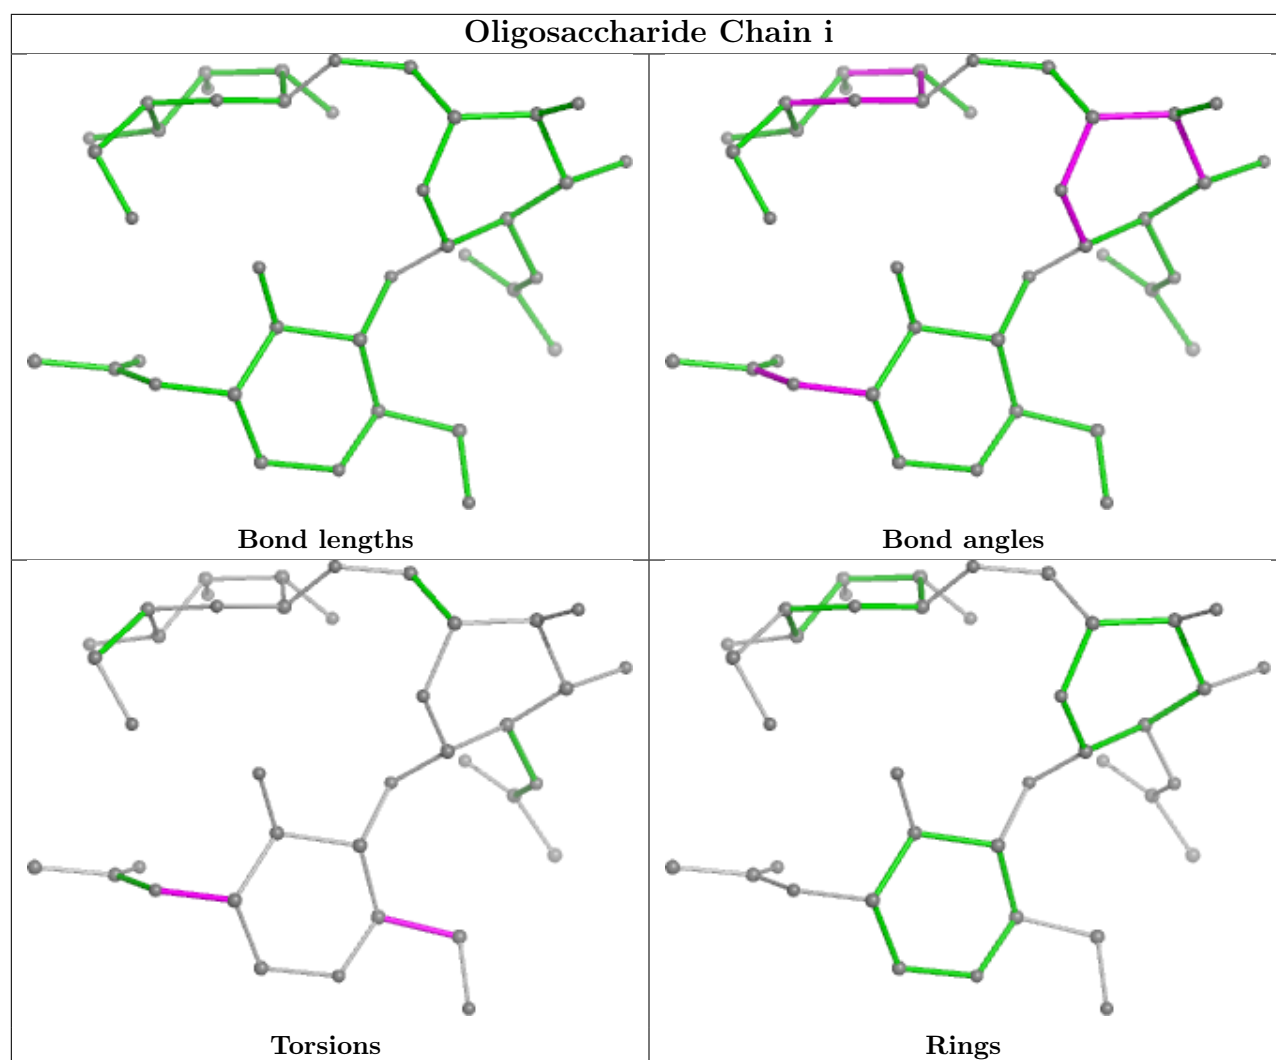 Oligosaccharide Chain i
Bond lengths
Bond angles
Torsions
Rings